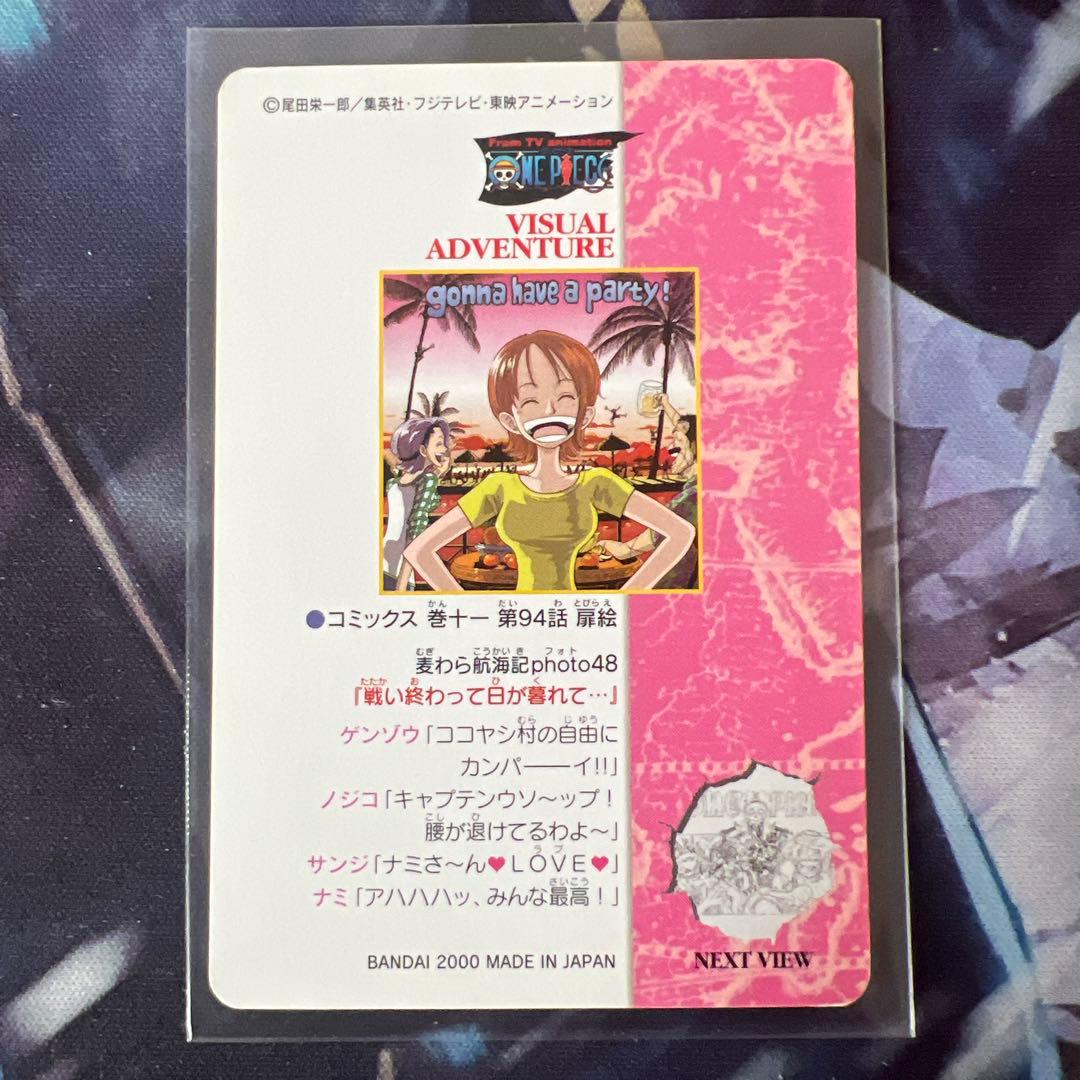 ©尾田栄一郎／集英社・フジテレビ・東映アニメーション
From TV animation
ONE PIECE
VISUAL
ADVENTURE
gonna have a party!
●コミックス 巻十一 第94話 扉絵
麦わら航海記photo48
『戦い終わって日が暮れて…』
ゲンゾウ「ココヤシ村の自由に
カンパーーーイ!!」
ノジコ「キャプテンウソ〜ップ！
腰が退けてるわよ〜」
サンジ「ナミさ〜ん♥LOVE♥」
ナミ「アハハハッ、みんな最高！」
BANDAI 2000 MADE IN JAPAN
NEXT VIEW